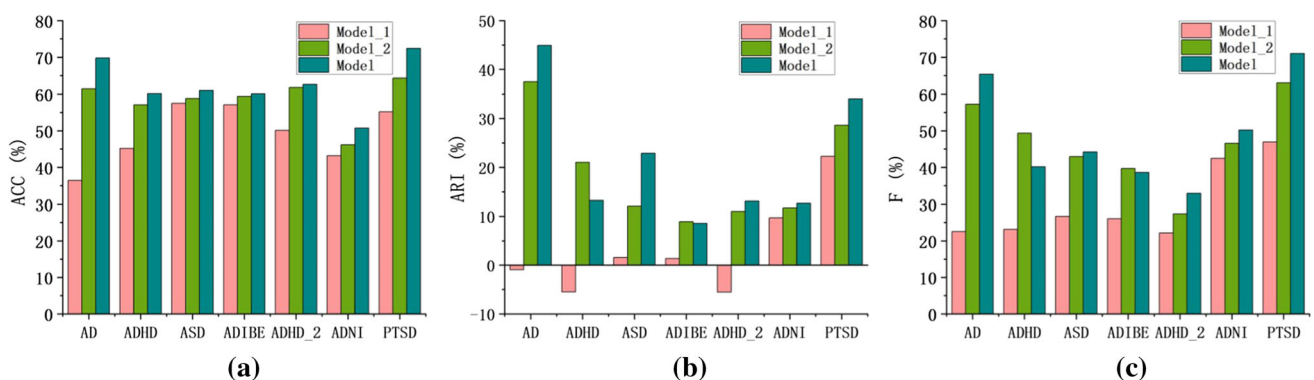 ACC (%)
80
70
60
50
40
30
20
10
0
Model_1
Model_2
Model
AD ADHD ASD ADIBE ADHD_2 ADNI PTSD
(a)
ARI (%)
50
40
30
20
10
0
-10
Model_1
Model_2
Model
AD ADHD ASD ADIBE ADHD_2 ADNI PTSD
(b)
F (%)
80
70
60
50
40
30
20
10
0
Model_1
Model_2
Model
AD ADHD ASD ADIBE ADHD_2 ADNI PTSD
(c)